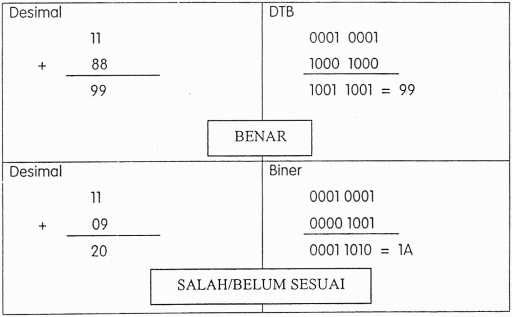 Desimal
11
+ 88
99
DTB
0001 0001
1000 1000
1001 1001 = 99
BENAR
Desimal
11
+ 09
20
Biner
0001 0001
0000 1001
0001 1010 = 1A
SALAH/BELUM SESUAI